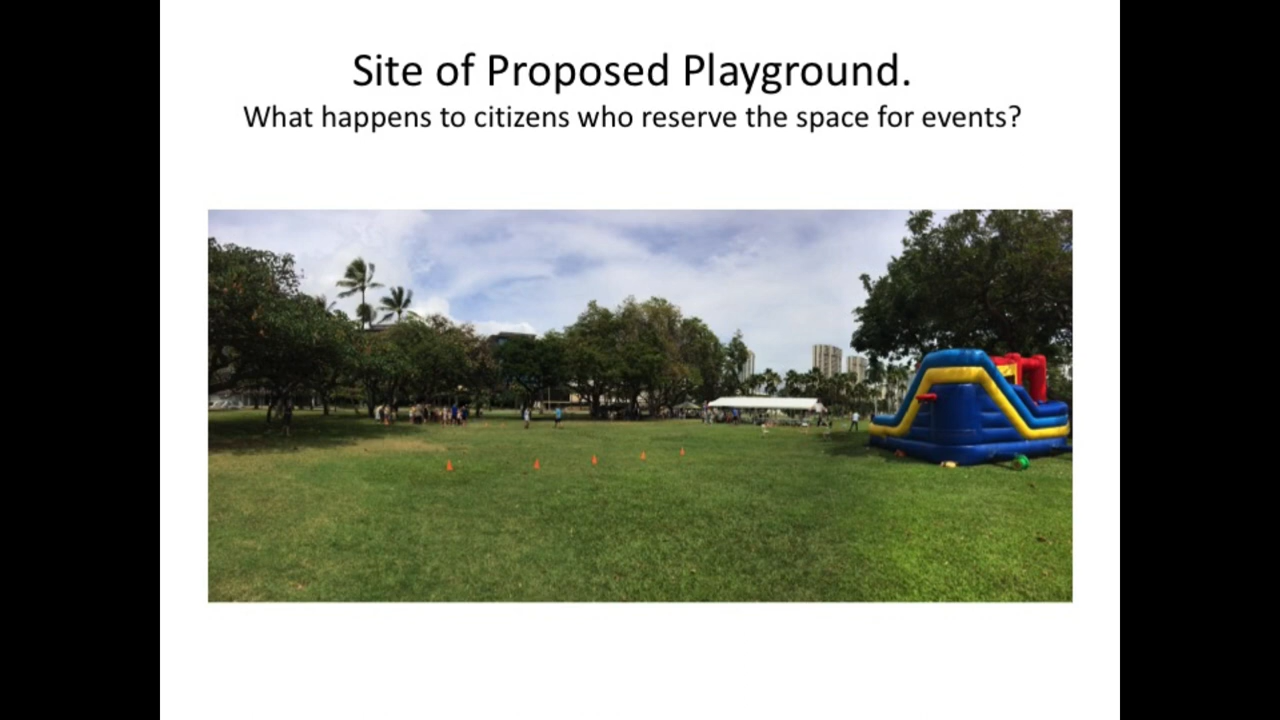 Site of Proposed Playground.
What happens to citizens who reserve the space for events?